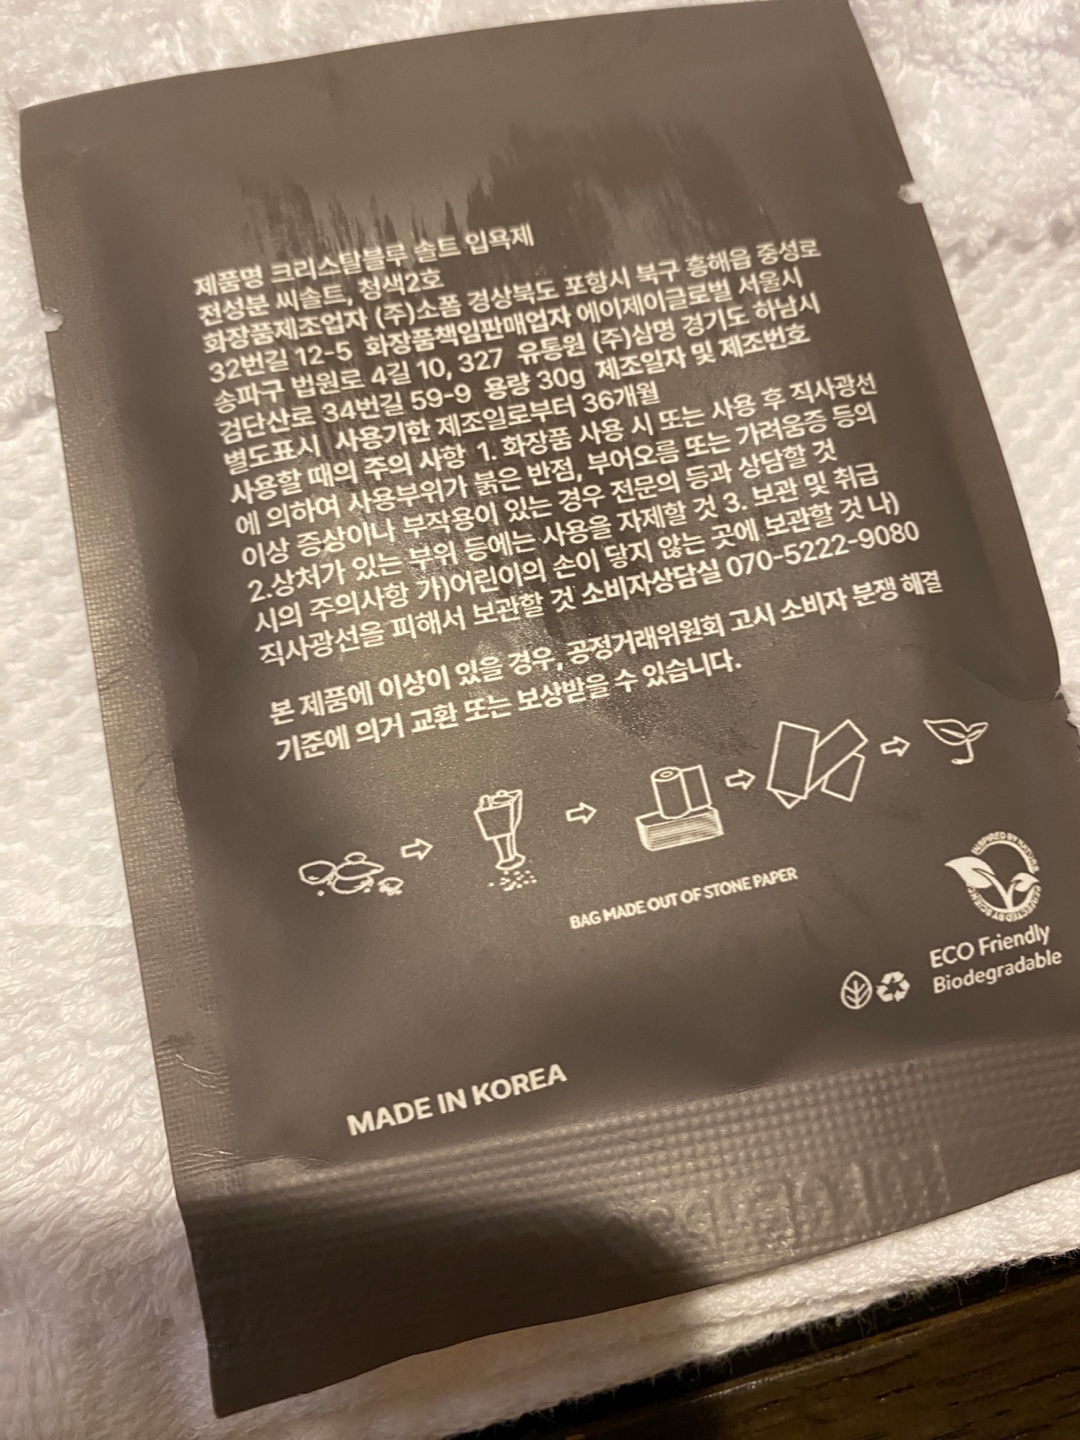 제품명 크리스탈블루 솔트 입욕제
전성분 씨솔트, 청색2호
화장품제조업자 (주)소폼 경상북도 포항시 북구 흥해읍 중성로
32번길 12-5 화장품책임판매업자 에이제이글로벌 서울시
송파구 법원로 4길 10, 327 유통원 (주)삼명 경기도 하남시
검단산로 34번길 59-9 용량 30g 제조일자 및 제조번호
별도표시 사용기한 제조일로부터 36개월
사용할 때의 주의 사항 1. 화장품 사용 시 또는 사용 후 직사광선
에 의하여 사용부위가 붉은 반점, 부어오름 또는 가려움증 등의
이상 증상이나 부작용이 있는 경우 전문의 등과 상담할 것
2.상처가 있는 부위 등에는 사용을 자제할 것 3. 보관 및 취급
시의 주의사항 가)어린이의 손이 닿지 않는 곳에 보관할 것 나)
직사광선을 피해서 보관할 것 소비자상담실 070-5222-9080
본 제품에 이상이 있을 경우, 공정거래위원회 고시 소비자 분쟁 해결
기준에 의거 교환 또는 보상받을 수 있습니다.
BAG MADE OUT OF STONE PAPER
INSPIRED BY NATURE
PERFECTED BY SCIENCE
ECO Friendly
Biodegradable
MADE IN KOREA